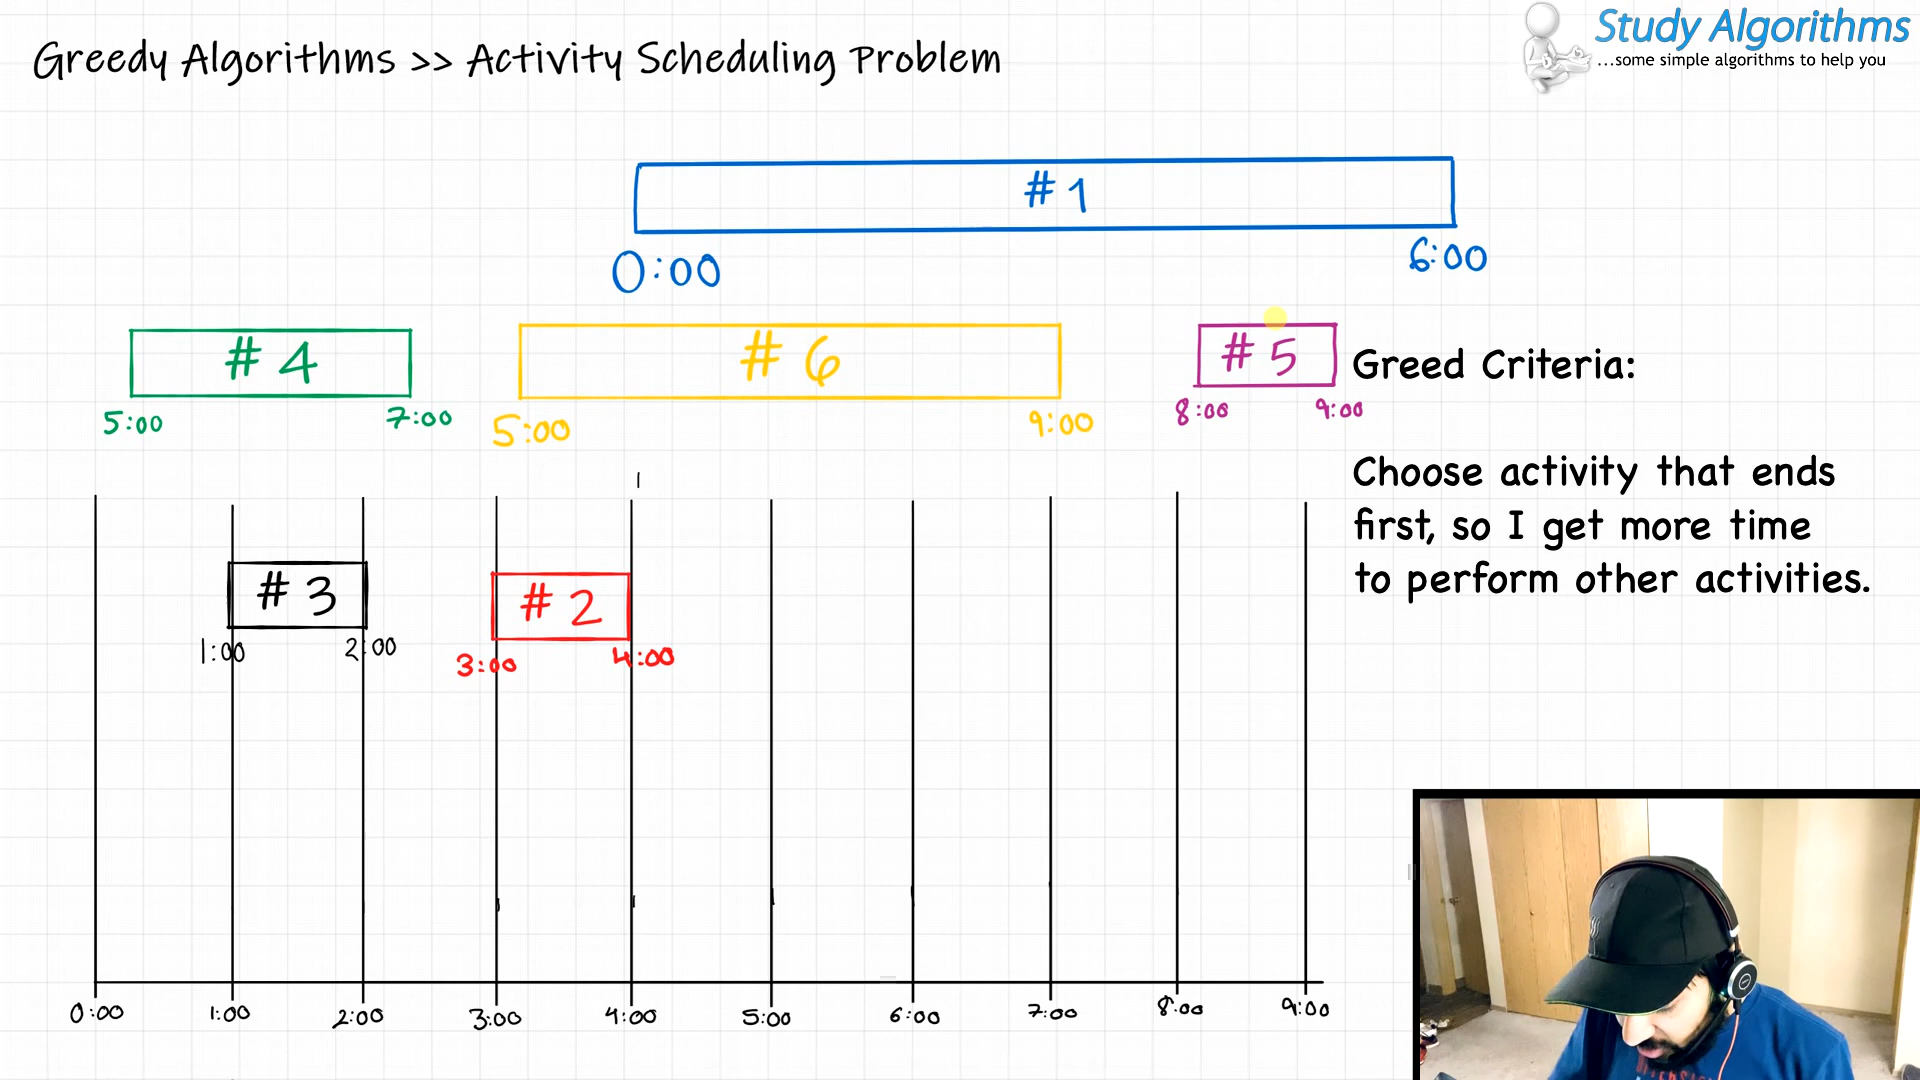 Greedy Algorithms >> Activity Scheduling Problem
Study Algorithms
...some simple algorithms to help you
#1
0:00 6:00
#4 #6 #5
5:00 7:00 5:00 9:00 8:00 9:00
Greed Criteria:
Choose activity that ends
first, so I get more time
to perform other activities.
#3 #2
1:00 2:00 3:00 4:00
0:00 1:00 2:00 3:00 4:00 5:00 6:00 7:00 8:00 9:00